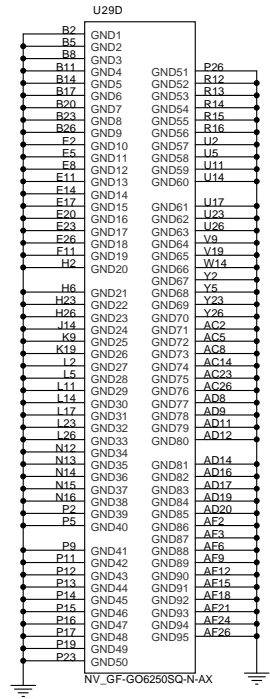 U29D
B2 GND1
B5 GND2
B8 GND3
B11 GND4
B14 GND5
B17 GND6
B20 GND7
B23 GND8
B26 GND9
E2 GND10
E5 GND11
E8 GND12
E11 GND13
E14 GND14
E17 GND15
E20 GND16
E23 GND17
E26 GND18
F11 GND19
H2 GND20
H6 GND21
H23 GND22
H26 GND23
J14 GND24
K9 GND25
K19 GND26
L2 GND27
L5 GND28
L11 GND29
L14 GND30
L17 GND31
L23 GND32
L26 GND33
N12 GND34
N13 GND35
N14 GND36
N15 GND37
N16 GND38
P2 GND39
P5 GND40
P9 GND41
P11 GND42
P12 GND43
P13 GND44
P14 GND45
P15 GND46
P16 GND47
P17 GND48
P19 GND49
P23 GND50
GND51 P26
GND52 R12
GND53 R13
GND54 R14
GND55 R15
GND56 R16
GND57 U2
GND58 U5
GND59 U11
GND60 U14
GND61 U17
GND62 U23
GND63 U26
GND64 V9
GND65 V19
GND66 W14
GND67 Y2
GND68 Y5
GND69 Y23
GND70 Y26
GND71 AC2
GND72 AC5
GND73 AC8
GND74 AC14
GND75 AC23
GND76 AC26
GND77 AD8
GND78 AD9
GND79 AD11
GND80 AD12
GND81 AD14
GND82 AD16
GND83 AD17
GND84 AD19
GND85 AD20
GND86 AF2
GND87 AF3
GND88 AF6
GND89 AF9
GND90 AF12
GND91 AF15
GND92 AF18
GND93 AF21
GND94 AF24
GND95 AF26
NV_GF-GO6250SQ-N-AX